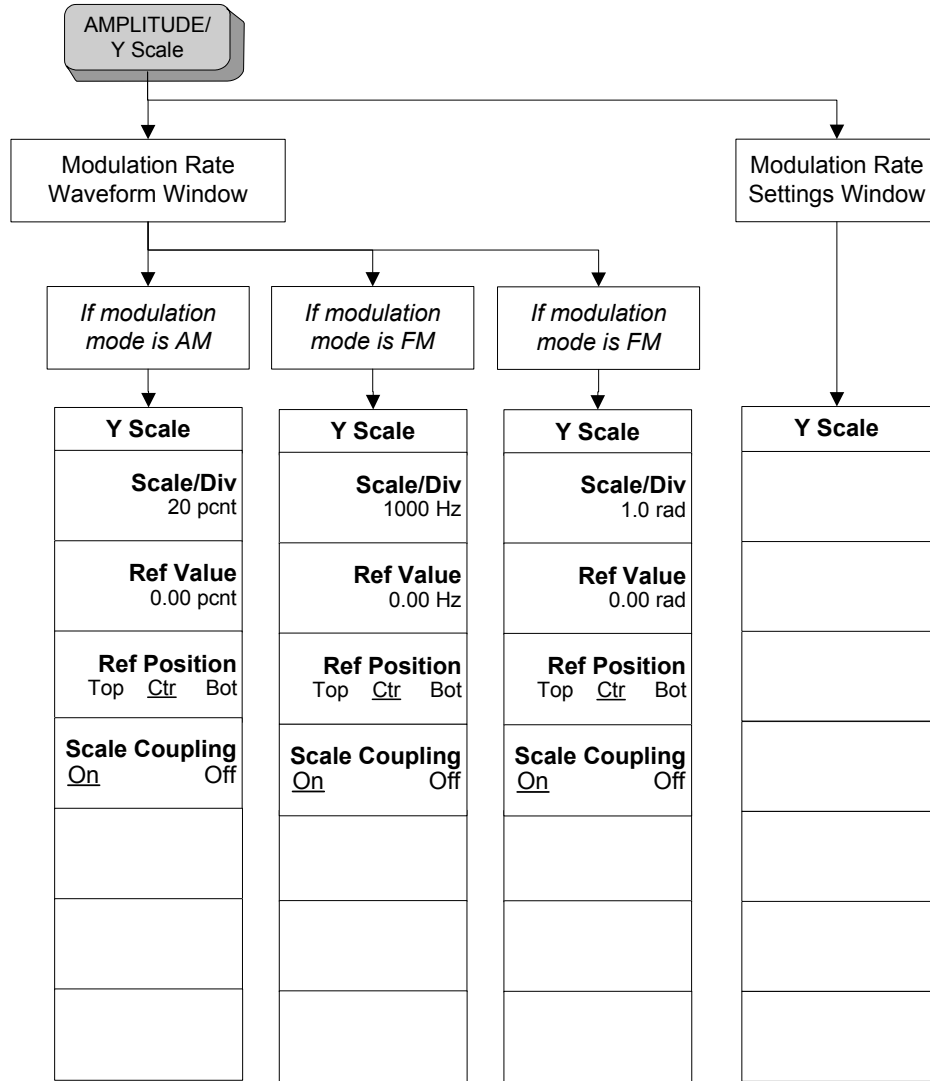 AMPLITUDE/
Y Scale
Modulation Rate
Waveform Window
Modulation Rate
Settings Window
If modulation
mode is AM
If modulation
mode is FM
If modulation
mode is FM
Y Scale
Scale/Div
20 pcnt
Ref Value
0.00 pcnt
Ref Position
Top Ctr Bot
Scale Coupling
On Off
Y Scale
Scale/Div
1000 Hz
Ref Value
0.00 Hz
Ref Position
Top Ctr Bot
Scale Coupling
On Off
Y Scale
Scale/Div
1.0 rad
Ref Value
0.00 rad
Ref Position
Top Ctr Bot
Scale Coupling
On Off
Y Scale